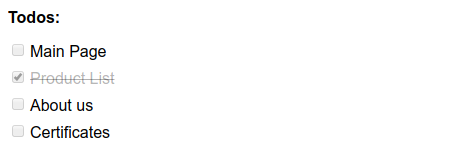 Todos:
Main Page
Product List
About us
Certificates